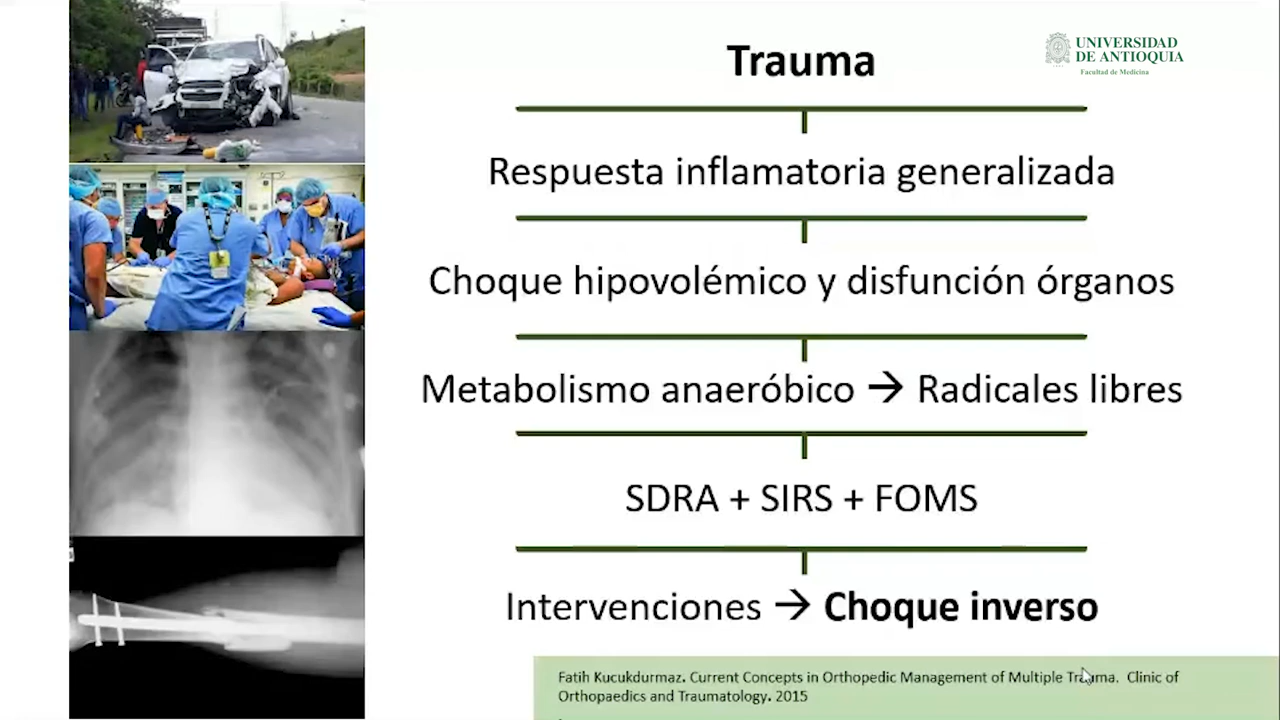 Trauma
UNIVERSIDAD
DE ANTIOQUIA
Facultad de Medicina
Respuesta inflamatoria generalizada
Choque hipovolémico y disfunción órganos
Metabolismo anaeróbico → Radicales libres
SDRA + SIRS + FOMS
Intervenciones → Choque inverso
Fatih Kucukdurmaz. Current Concepts in Orthopedic Management of Multiple Trauma. Clinic of
Orthopaedics and Traumatology. 2015